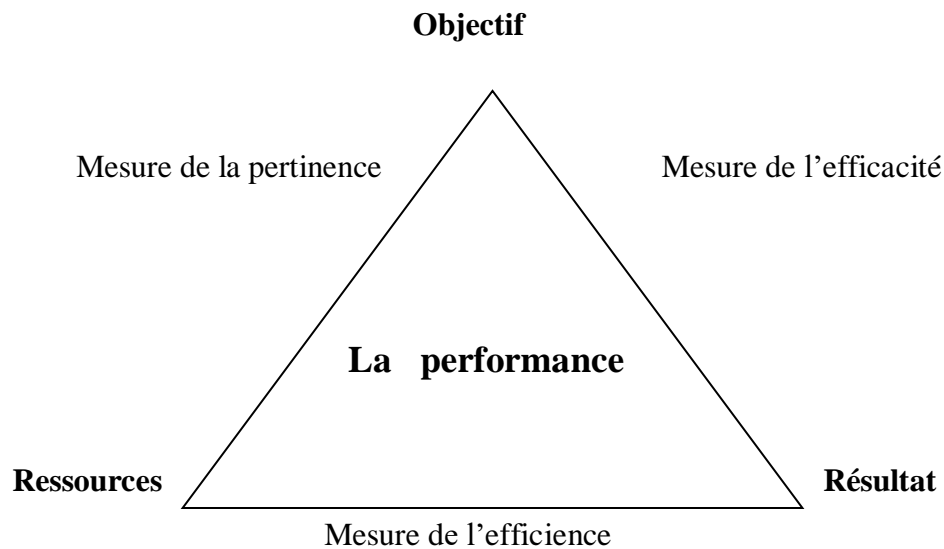 Objectif
Mesure de la pertinence
Mesure de l’efficacité
La performance
Ressources
Résultat
Mesure de l’efficience